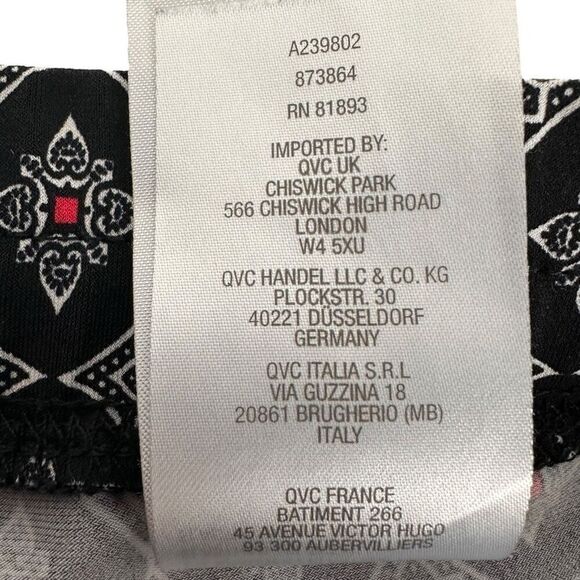 A239802
873864
RN 81893
IMPORTED BY:
QVC UK
CHISWICK PARK
566 CHISWICK HIGH ROAD
LONDON
W4 5XU
QVC HANDEL LLC & CO. KG
PLOCKSTR. 30
40221 DÜSSELDORF
GERMANY
QVC ITALIA S.R.L
VIA GUZZINA 18
20861 BRUGHERIO (MB)
ITALY
QVC FRANCE
BATIMENT 266
45 AVENUE VICTOR HUGO
93 300 AUBERVILLIERS